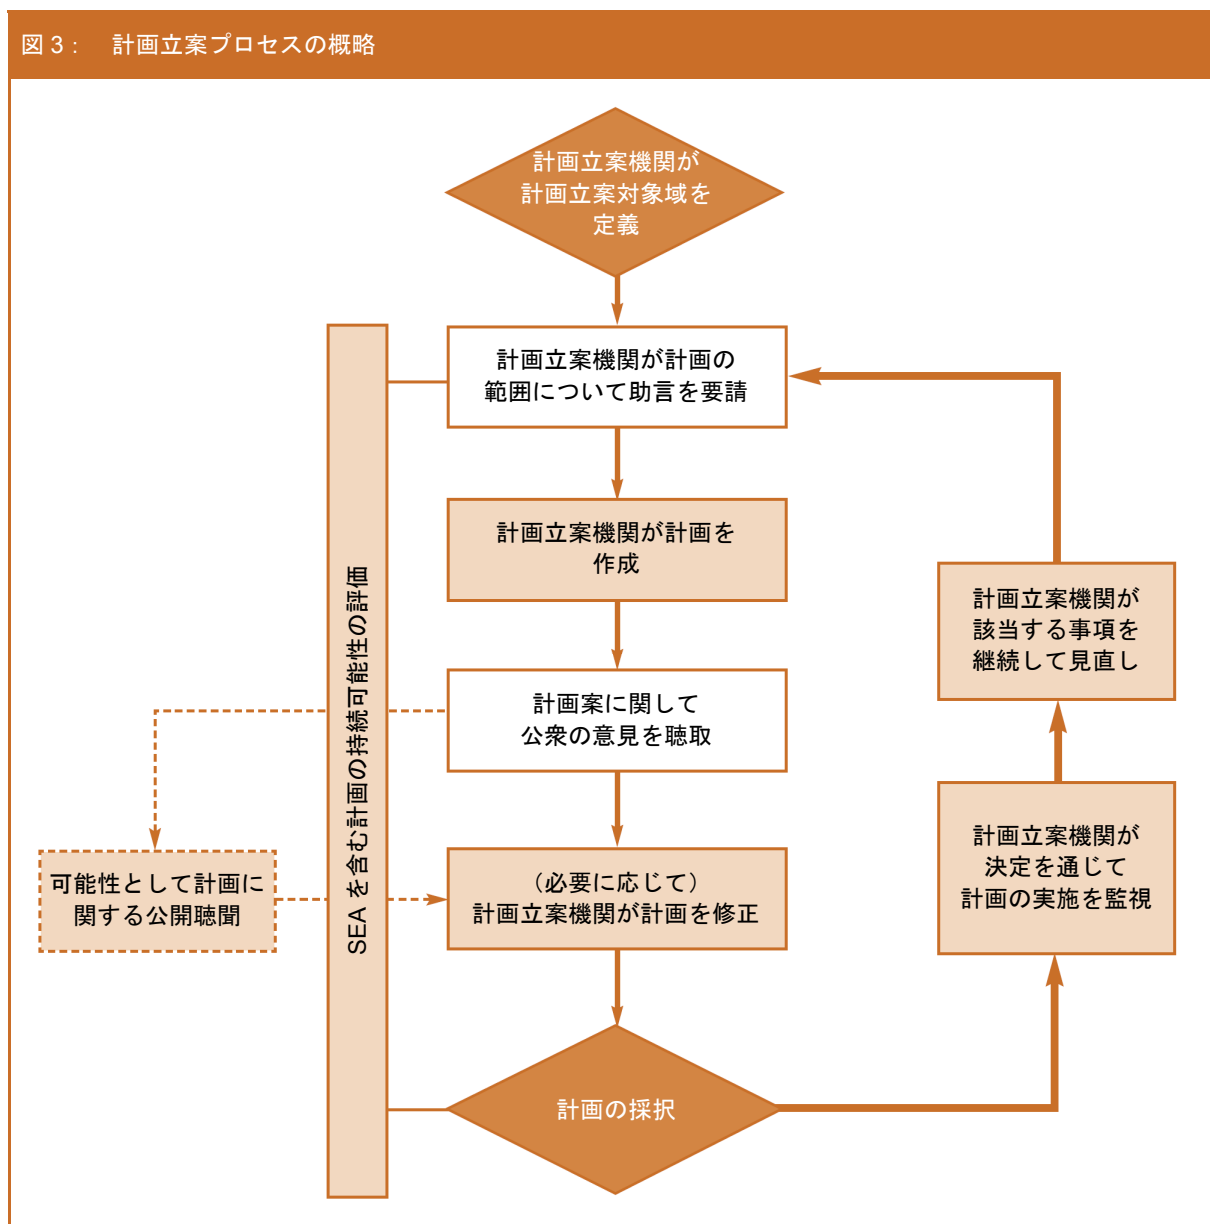 図 3： 計画立案プロセスの概略
計画立案機関が
計画立案対象域を
定義
計画立案機関が計画の
範囲について助言を要請
計画立案機関が計画を
作成
計画案に関して
公衆の意見を聴取
（必要に応じて）
計画立案機関が計画を修正
計画の採択
SEA を含む計画の持続可能性の評価
可能性として計画に
関する公開聴聞
計画立案機関が
該当する事項を
継続して見直し
計画立案機関が
決定を通じて
計画の実施を監視